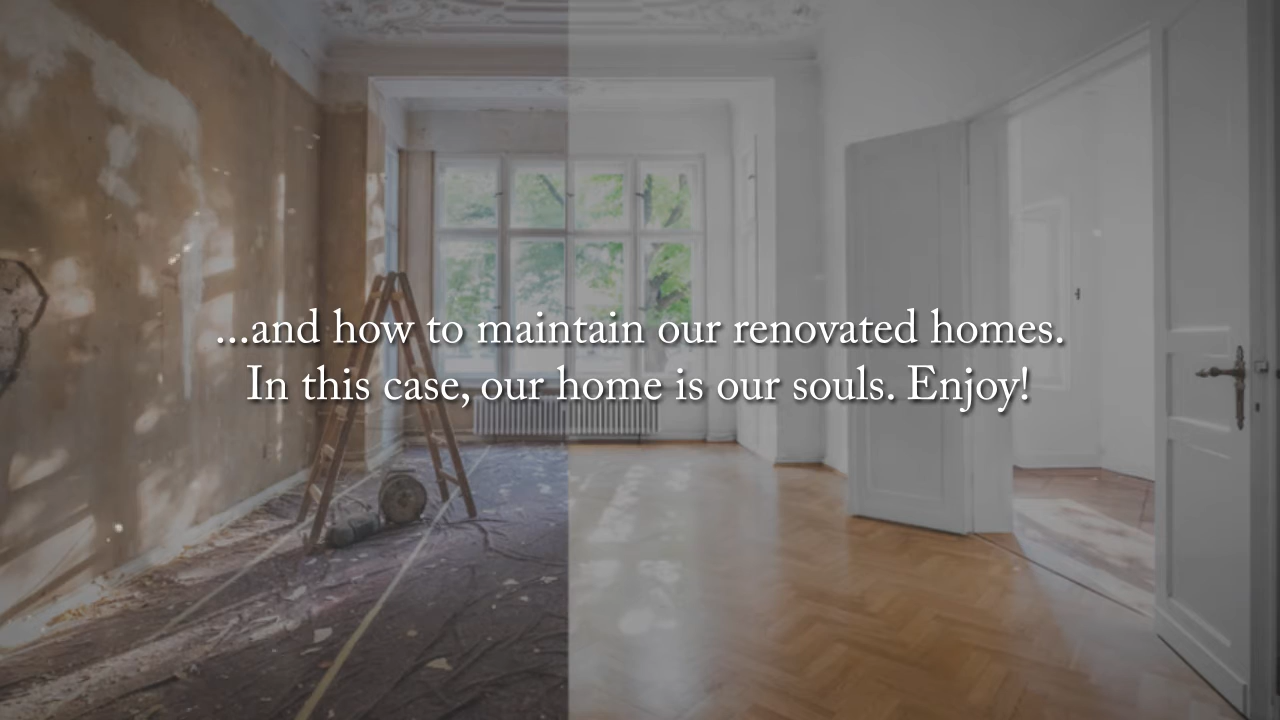 ...and how to maintain our renovated homes.
In this case, our home is our souls. Enjoy!